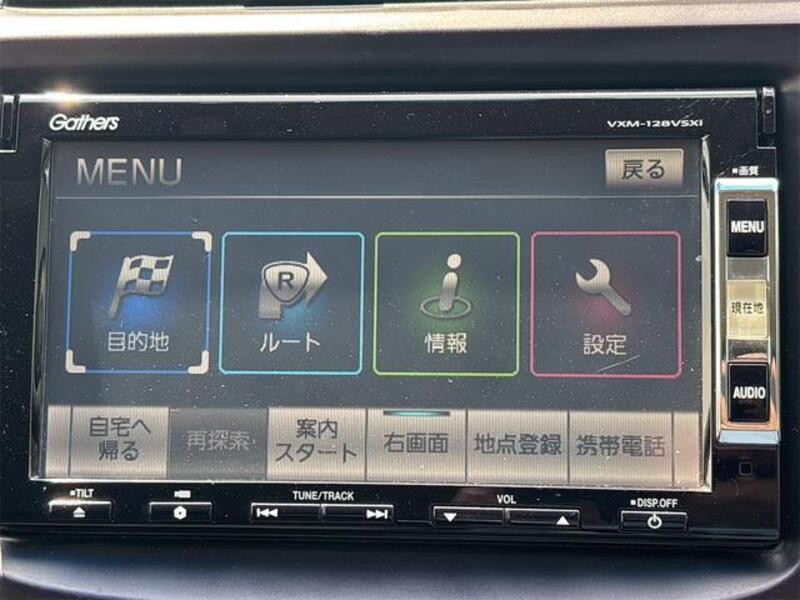 Gathers
VXM-128VSXi
MENU
戻る
画質
MENU
目的地
ルート
情報
設定
現在地
AUDIO
自宅へ
帰る
再探索
案内
スタート
右画面
地点登録
携帯電話
TILT
TUNE/TRACK
VOL
DISP.OFF